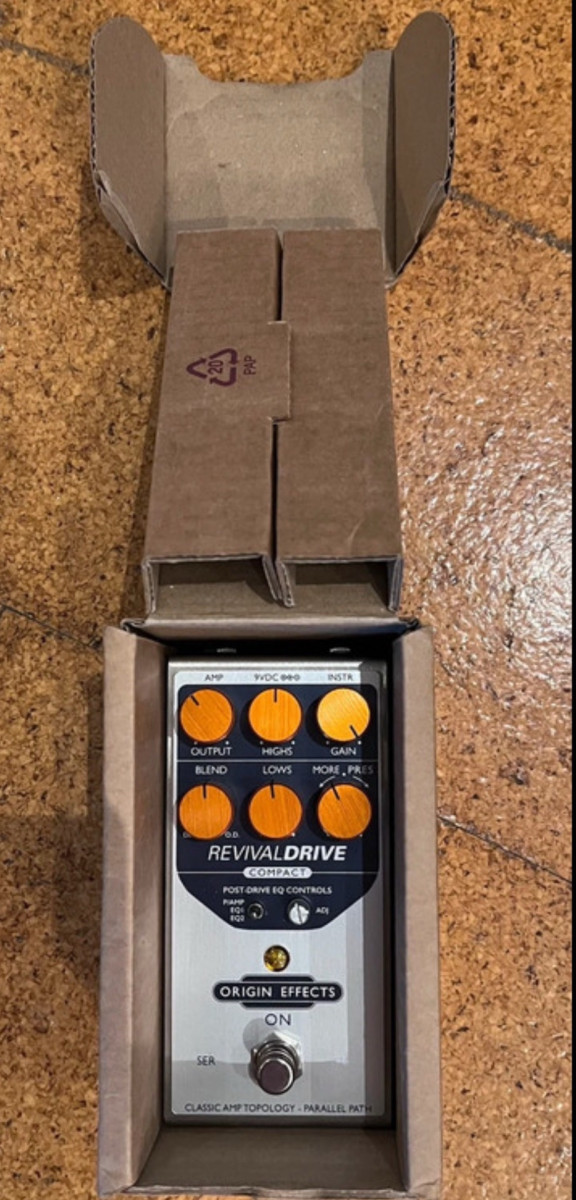 20
PAP
AMP 9VDC INSTR
OUTPUT HIGHS GAIN
BLEND LOWS MORE PRES
O.D.
REVIVALDRIVE
COMPACT
POST-DRIVE EQ CONTROLS
P/AMP
EQ1
EQ2
ADJ
ORIGIN EFFECTS
ON
SER
CLASSIC AMP TOPOLOGY - PARALLEL PATH